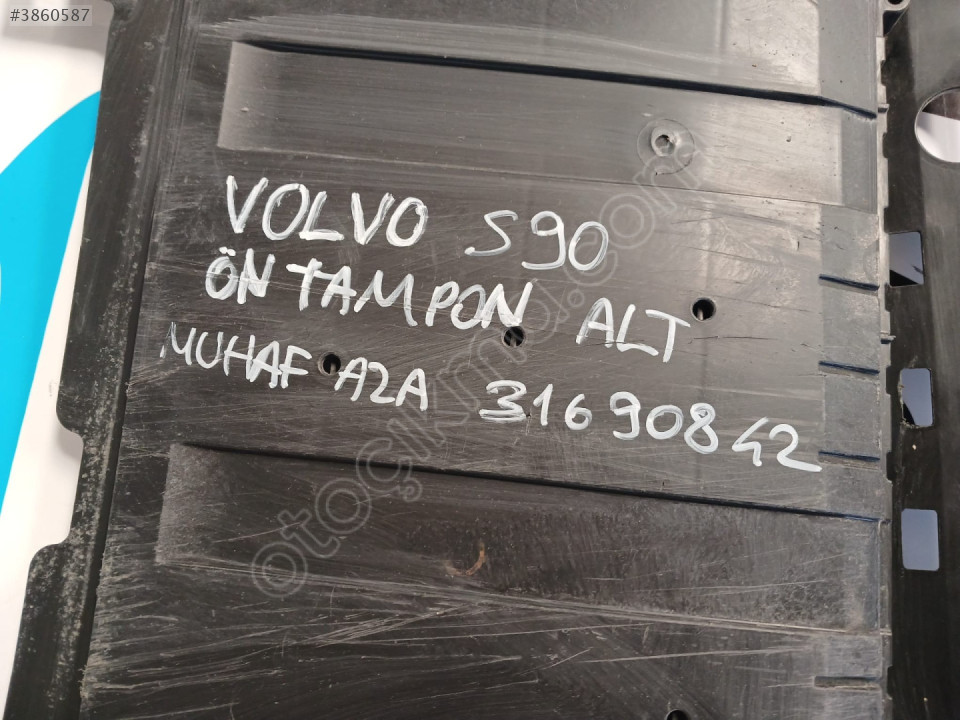 #3860587
VOLVO S90
ÖN TAMPON ALT
MUHAFAZA 31690842
otoçıkma.com